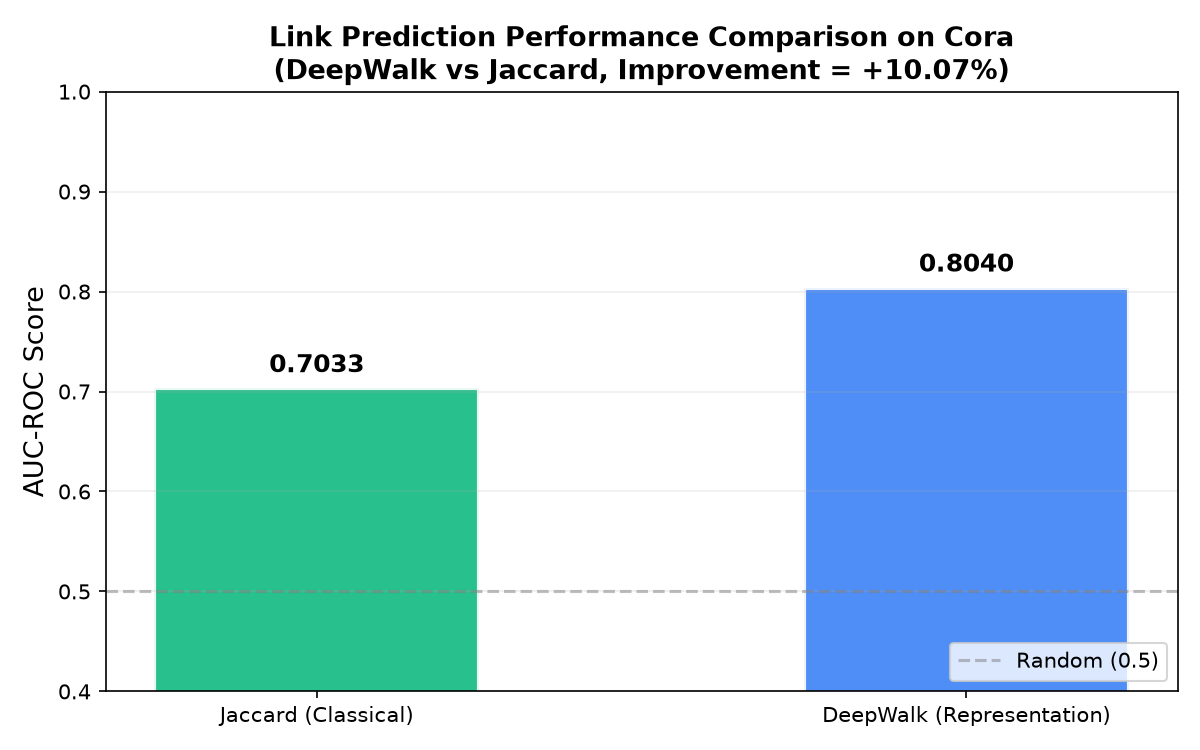 Link Prediction Performance Comparison on Cora
(DeepWalk vs Jaccard, Improvement = +10.07%)
AUC-ROC Score
1.0
0.9
0.8
0.7
0.6
0.5
0.4
0.7033
0.8040
Random (0.5)
Jaccard (Classical)
DeepWalk (Representation)